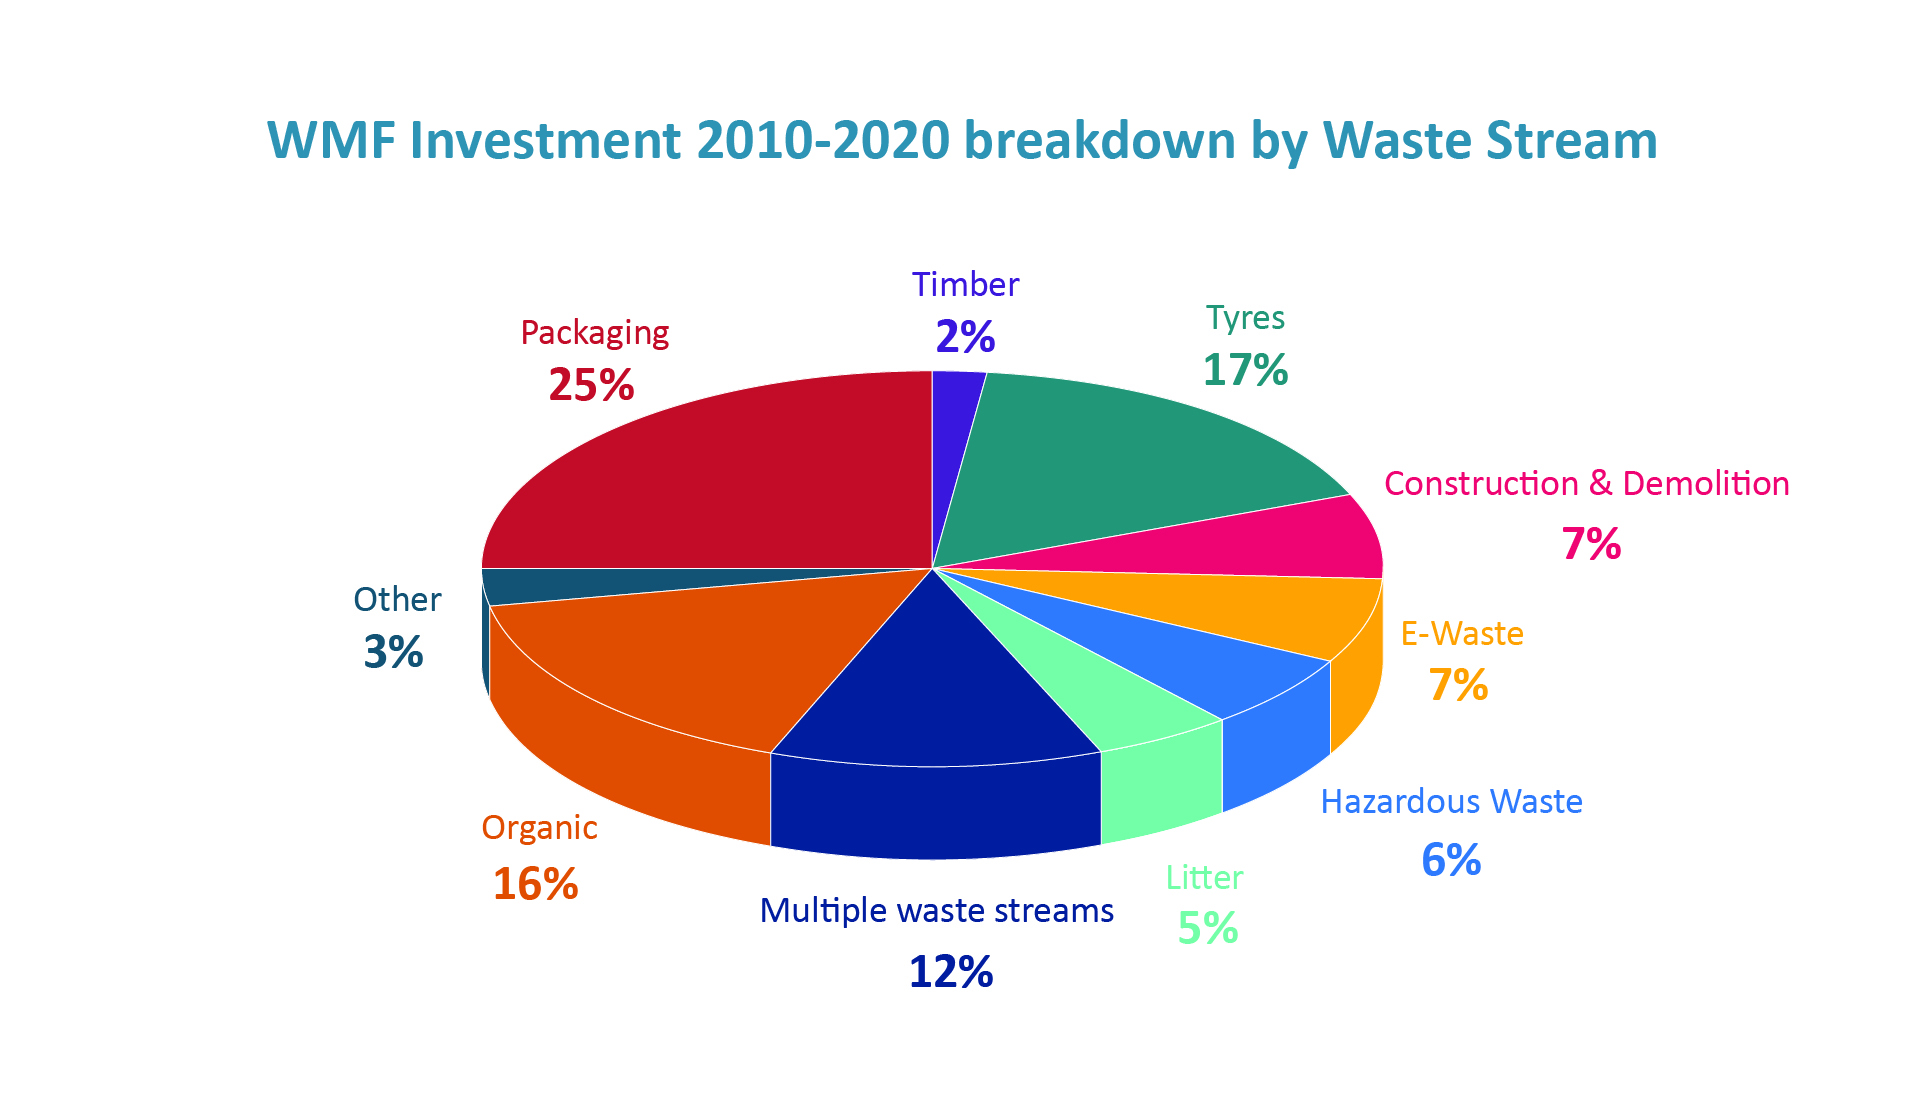 WMF Investment 2010-2020 breakdown by Waste Stream
Timber
2%
Tyres
17%
Construction & Demolition
7%
E-Waste
7%
Hazardous Waste
6%
Litter
5%
Multiple waste streams
12%
Organic
16%
Other
3%
Packaging
25%